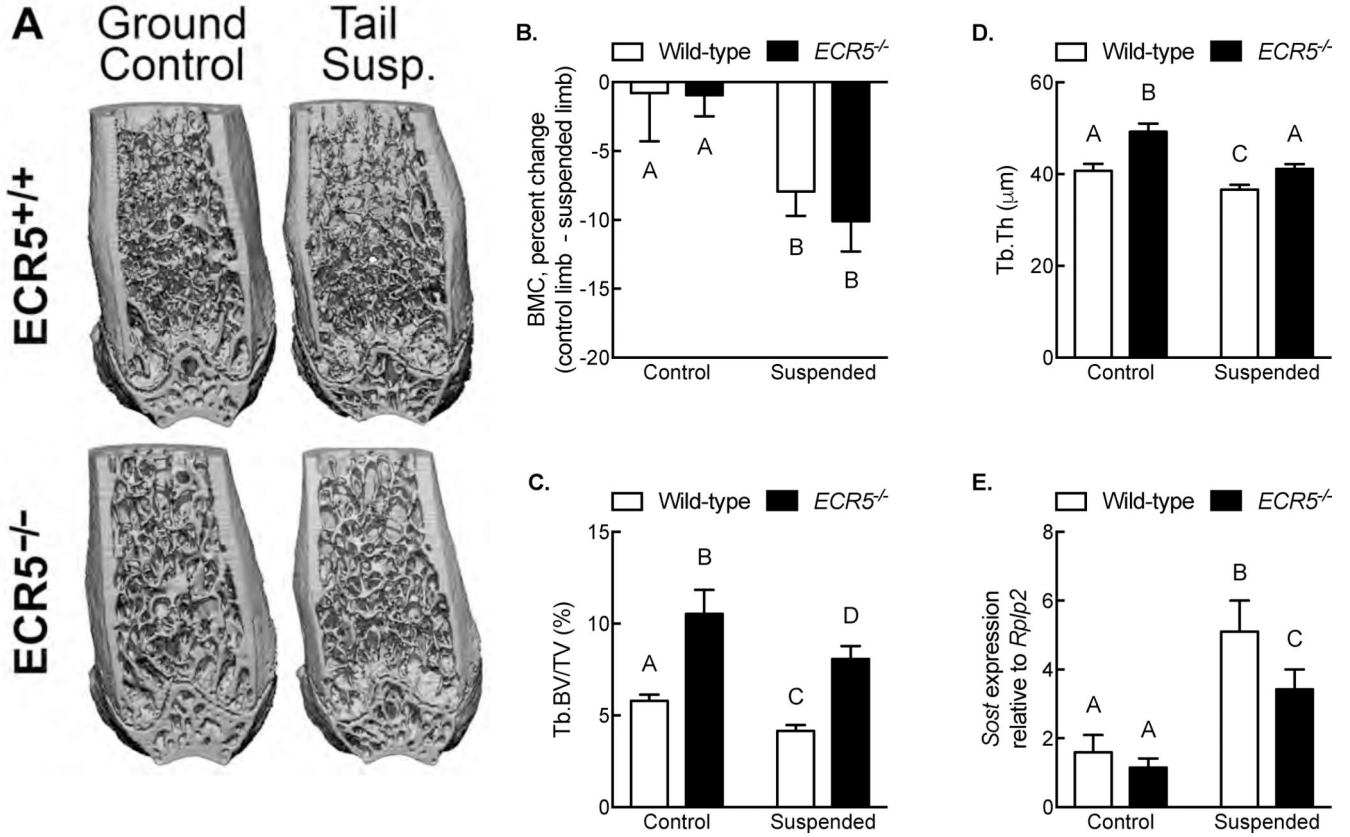 A
Ground
Control
Tail
Susp.
ECR5+/+
ECR5-/-
B.
Wild-type ECR5-/-
BMC, percent change
(control limb - suspended limb)
0
-5
-10
-15
-20
A
A
B
B
Control
Suspended
C.
Wild-type ECR5-/-
Tb.BV/TV (%)
15
10
5
0
A
B
C
D
Control
Suspended
D.
Wild-type ECR5-/-
Tb.Th (μm)
60
40
20
0
A
B
C
A
Control
Suspended
E.
Wild-type ECR5-/-
Sost expression
relative to Rplp2
8
6
4
2
0
A
A
B
C
Control
Suspended